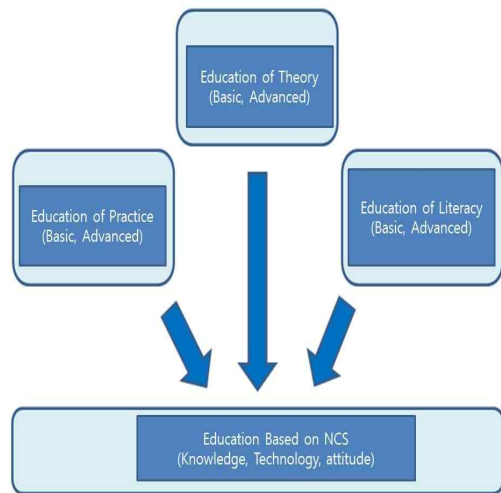 Education of Theory
(Basic, Advanced)
Education of Practice
(Basic, Advanced)
Education of Literacy
(Basic, Advanced)
Education Based on NCS
(Knowledge, Technology, attitude)